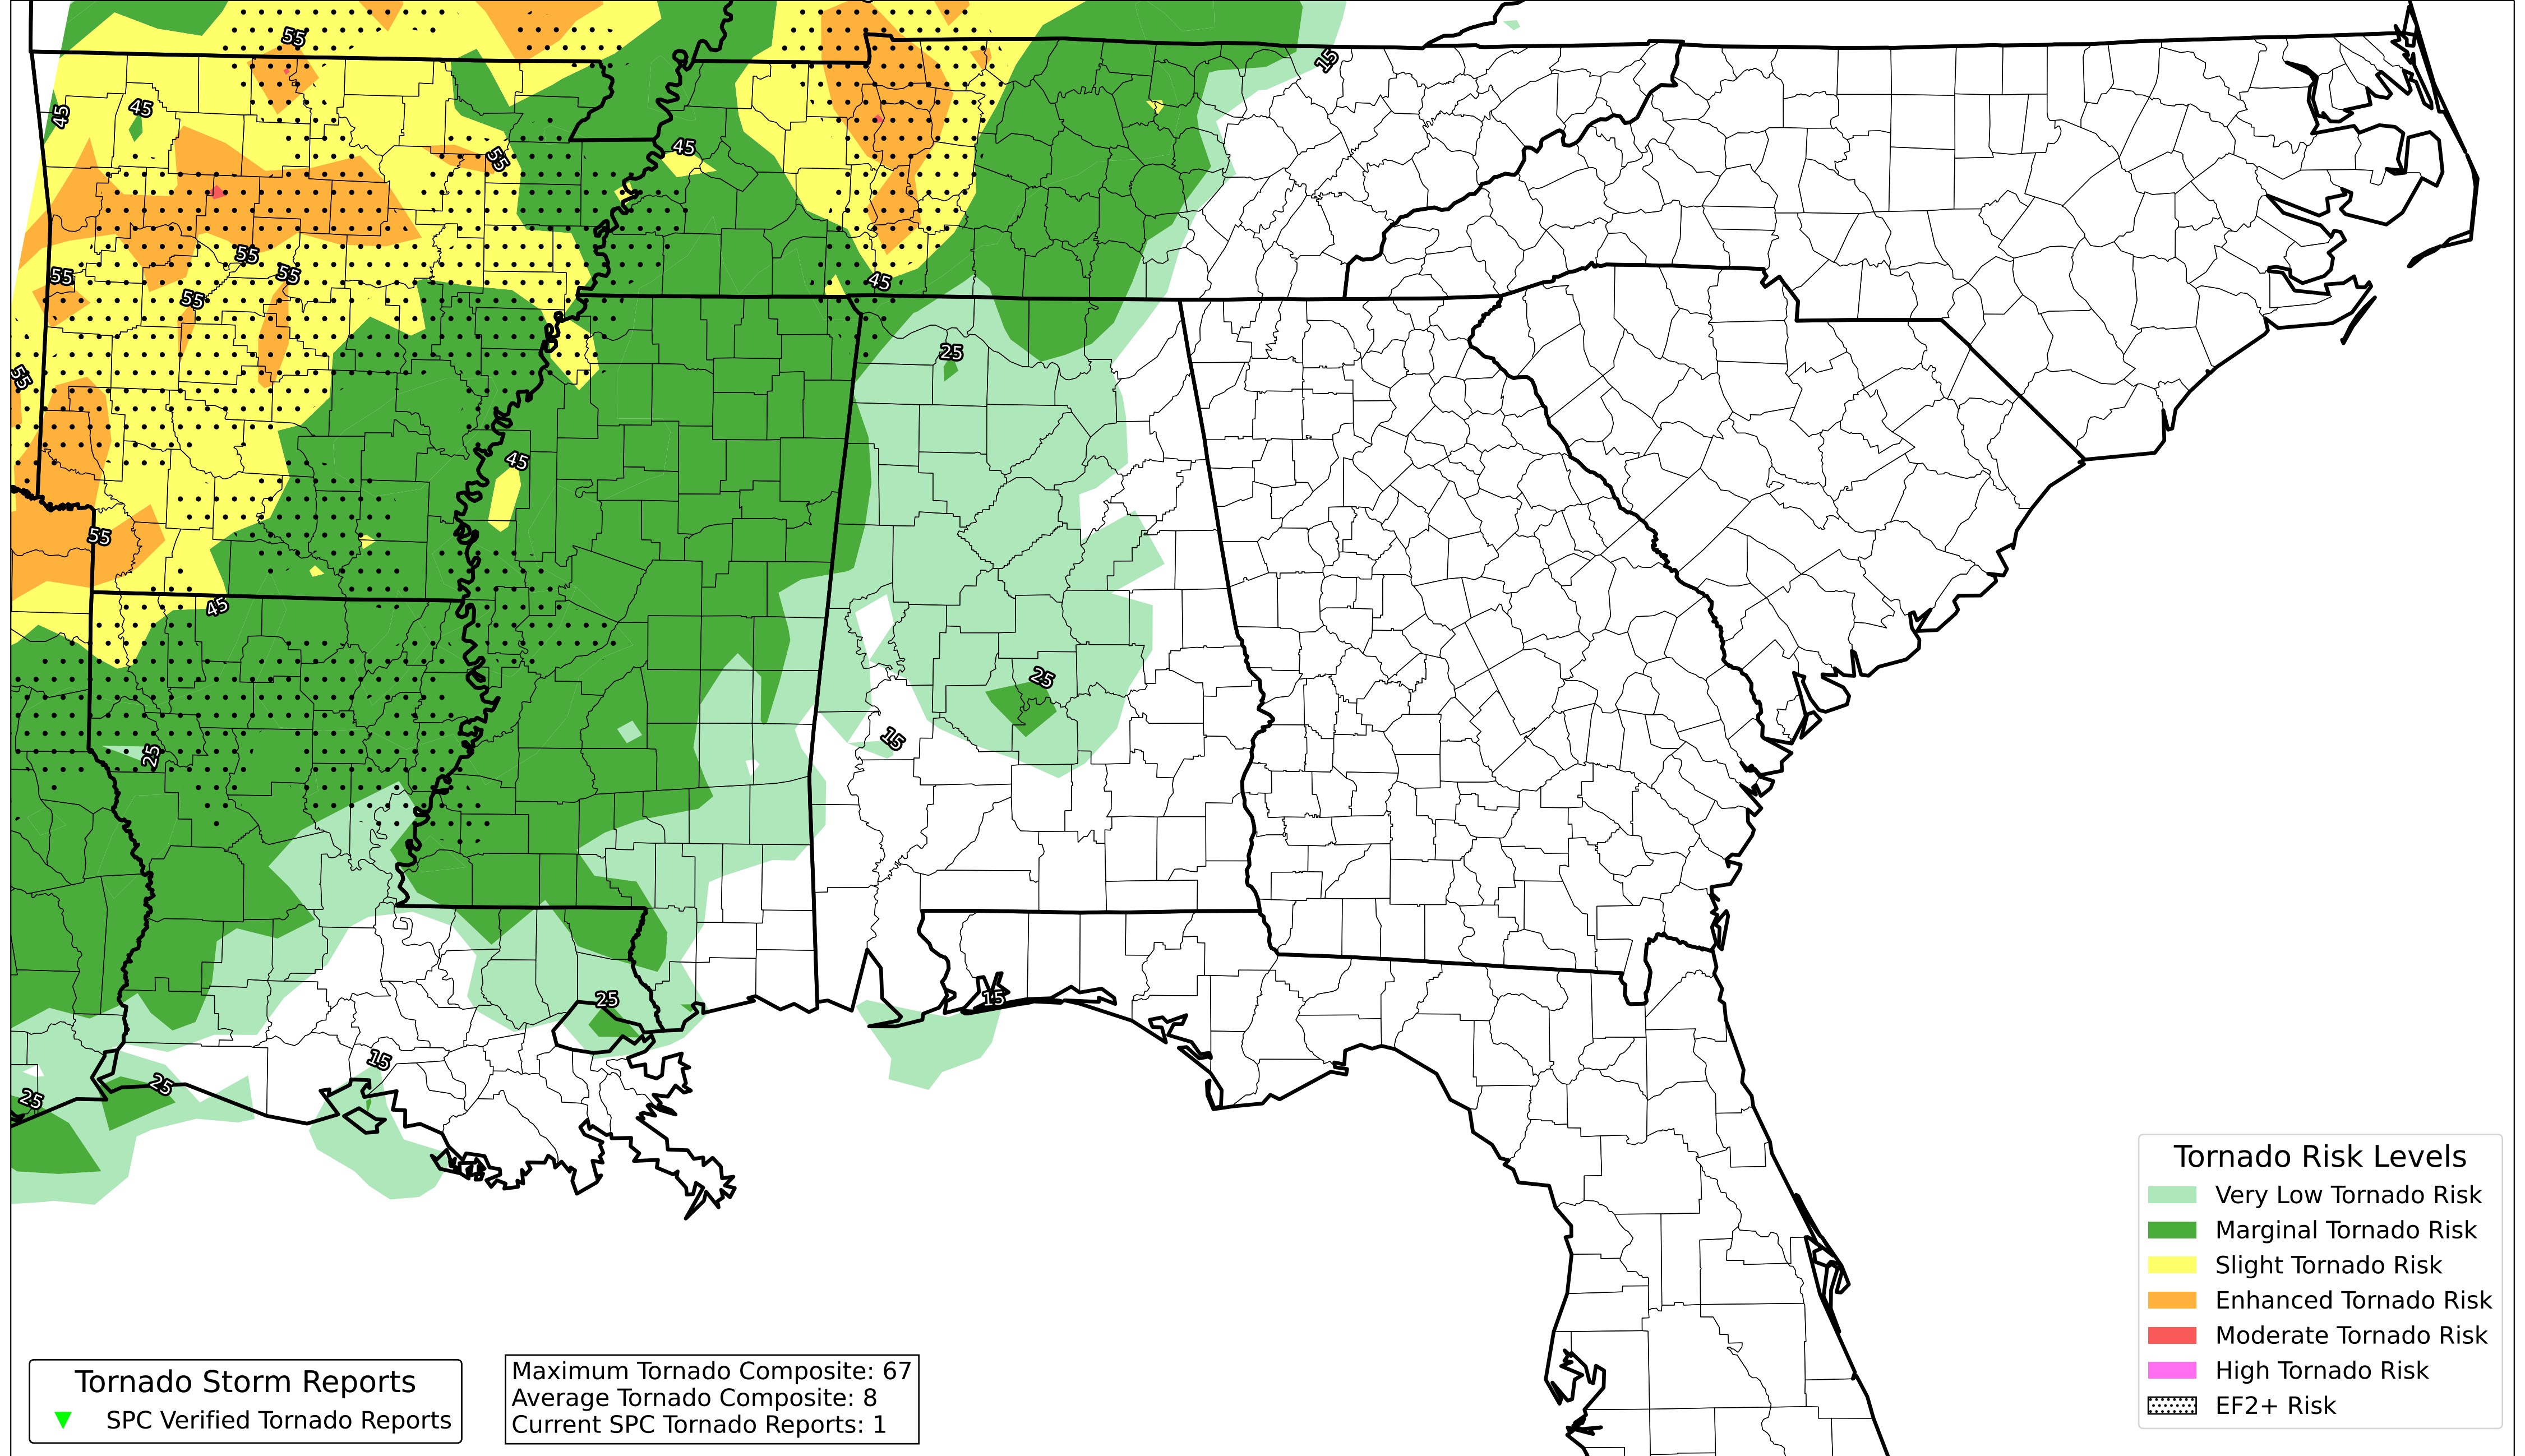 55
15
45
45
45
55
55
55
45
55
55
25
55
45
55
45
25
15
25
25
15
15
25
25
Tornado Risk Levels
Very Low Tornado Risk
Marginal Tornado Risk
Slight Tornado Risk
Enhanced Tornado Risk
Moderate Tornado Risk
High Tornado Risk
EF2+ Risk
Tornado Storm Reports
SPC Verified Tornado Reports
Maximum Tornado Composite: 67
Average Tornado Composite: 8
Current SPC Tornado Reports: 1